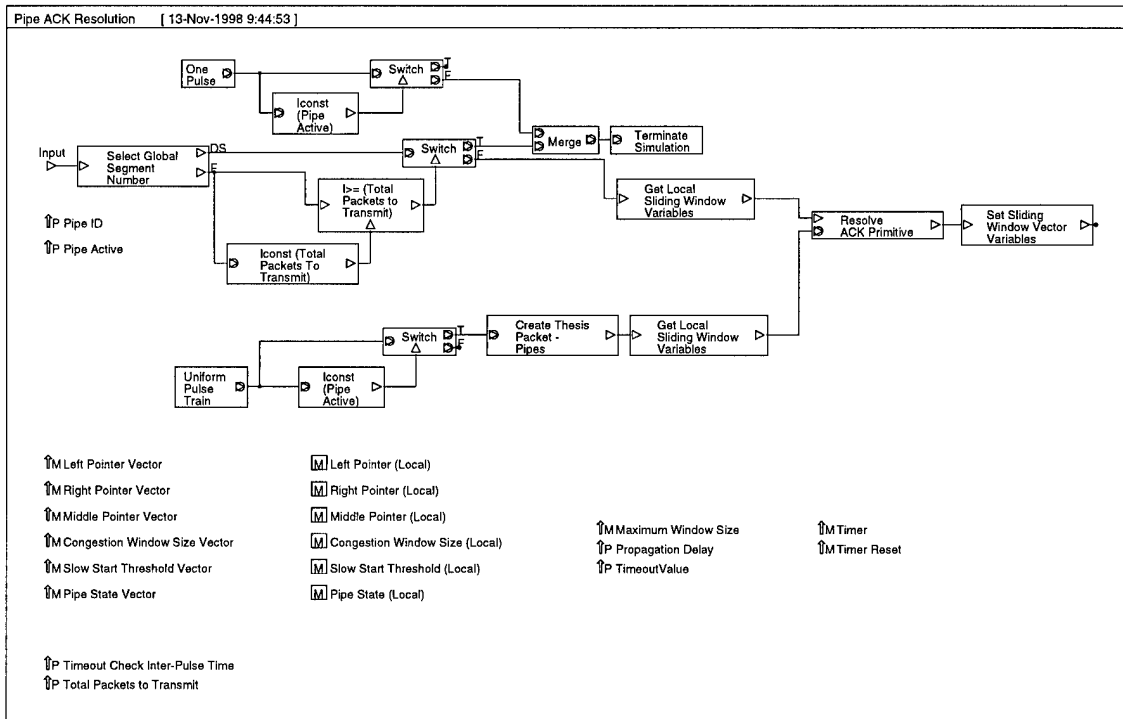 Pipe ACK Resolution [ 13-Nov-1998 9:44:53 ]
One
Pulse
Switch
T
F
Iconst
(Pipe
Active)
Input
Select Global
Segment
Number
DS
F
Switch
T
F
Merge
Terminate
Simulation
I>= (Total
Packets to
Transmit)
Get Local
Sliding Window
Variables
Resolve
ACK Primitive
Set Sliding
Window Vector
Variables
⇑P Pipe ID
⇑P Pipe Active
Iconst (Total
Packets To
Transmit)
Switch
T
F
Create Thesis
Packet -
Pipes
Get Local
Sliding Window
Variables
Uniform
Pulse
Train
Iconst
(Pipe
Active)
⇑M Left Pointer Vector
⇑M Right Pointer Vector
⇑M Middle Pointer Vector
⇑M Congestion Window Size Vector
⇑M Slow Start Threshold Vector
⇑M Pipe State Vector
M Left Pointer (Local)
M Right Pointer (Local)
M Middle Pointer (Local)
M Congestion Window Size (Local)
M Slow Start Threshold (Local)
M Pipe State (Local)
⇑M Maximum Window Size
⇑P Propagation Delay
⇑P TimeoutValue
⇑M Timer
⇑M Timer Reset
⇑P Timeout Check Inter-Pulse Time
⇑P Total Packets to Transmit